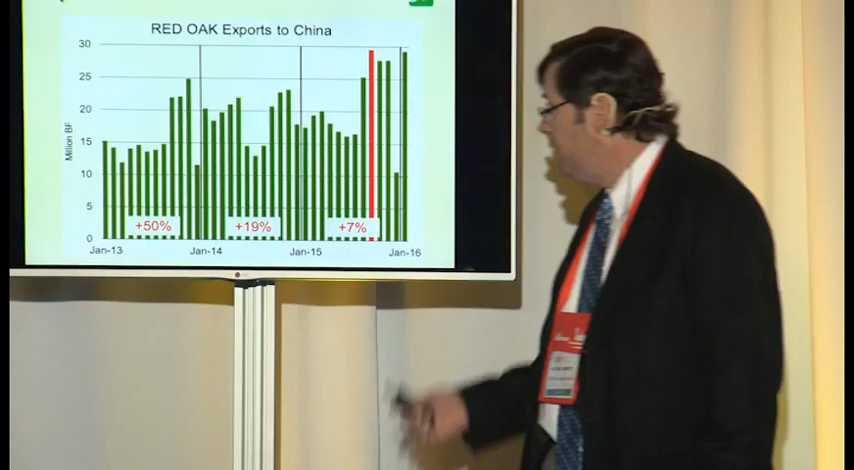 RED OAK Exports to China
30
25
20
15
10
5
0
Million BF
+50% +19% +7%
Jan-13 Jan-14 Jan-15 Jan-16
LG